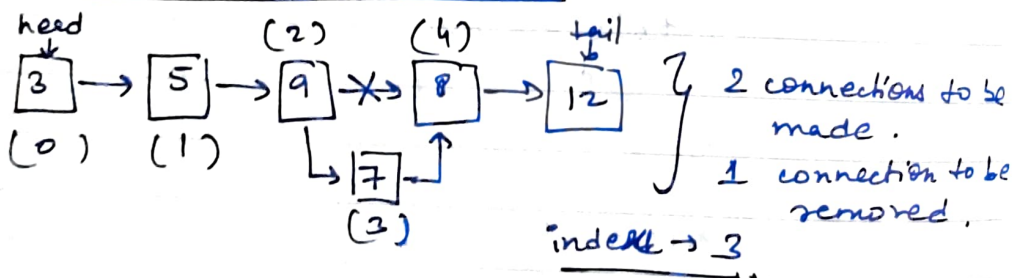 head (2) (4) tail
3 → 5 → 9 → 8 → 12
2 connections to be
made.
(0) (1) 7
1 connection to be
removed.
(3)
index → 3